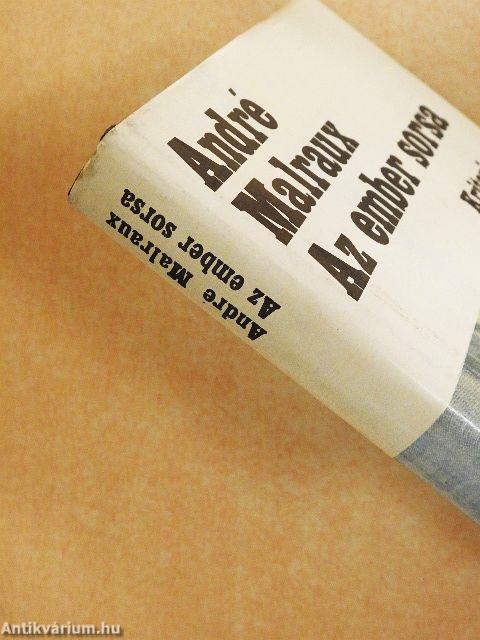 André
Malraux
Az ember sorsa
André Malraux
Az ember sorsa
Antikvárium.hu